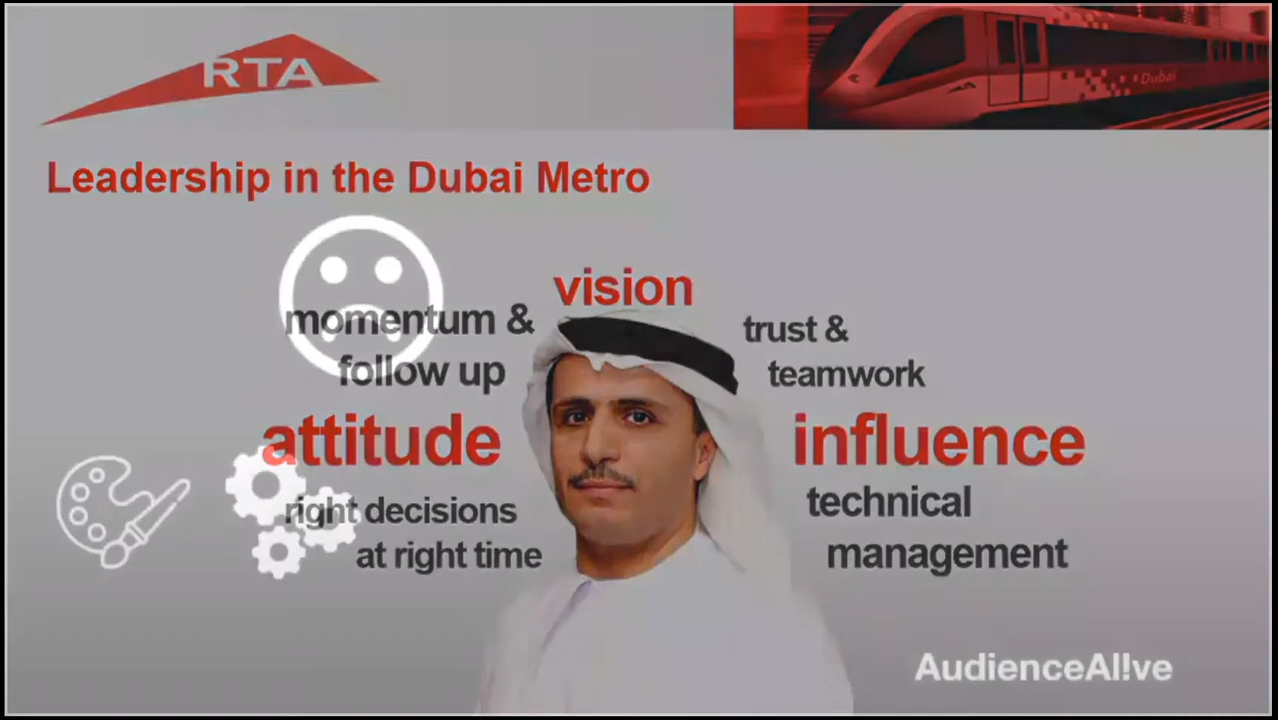 RTA
Dubai
Leadership in the Dubai Metro
vision
momentum &
follow up
trust &
teamwork
attitude
influence
right decisions
at right time
technical
management
AudienceAl!ve